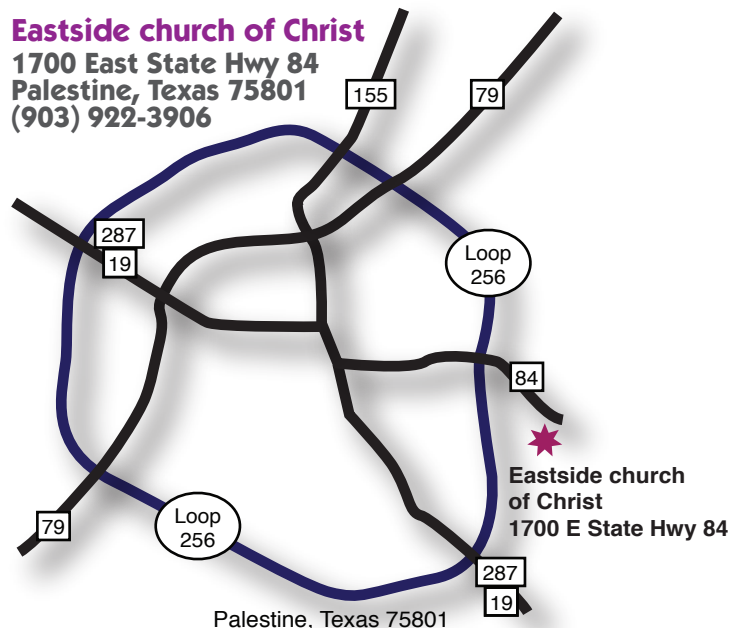 Eastside church of Christ
1700 East State Hwy 84
Palestine, Texas 75801
(903) 922-3906
155
79
287
19
Loop
256
84
Eastside church
of Christ
1700 E State Hwy 84
79
Loop
256
287
19
Palestine, Texas 75801